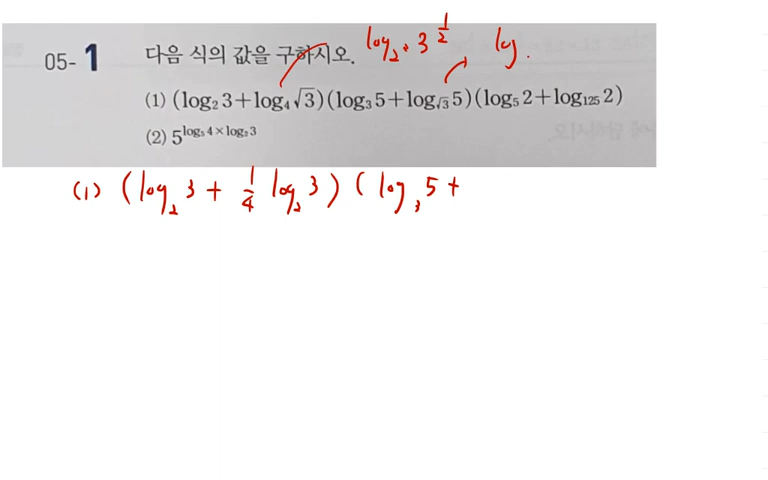 05-1 다음 식의 값을 구하시오. log₂₂ 3^(1/2) log
(1) (log₂ 3+log₄ √3)(log₃ 5+log_√3 5)(log₅ 2+log₁₂₅ 2)
(2) 5^(log₅ 4×log₂ 3)
(1) (log₂ 3 + 1/4 log₂ 3) (log₃ 5 +